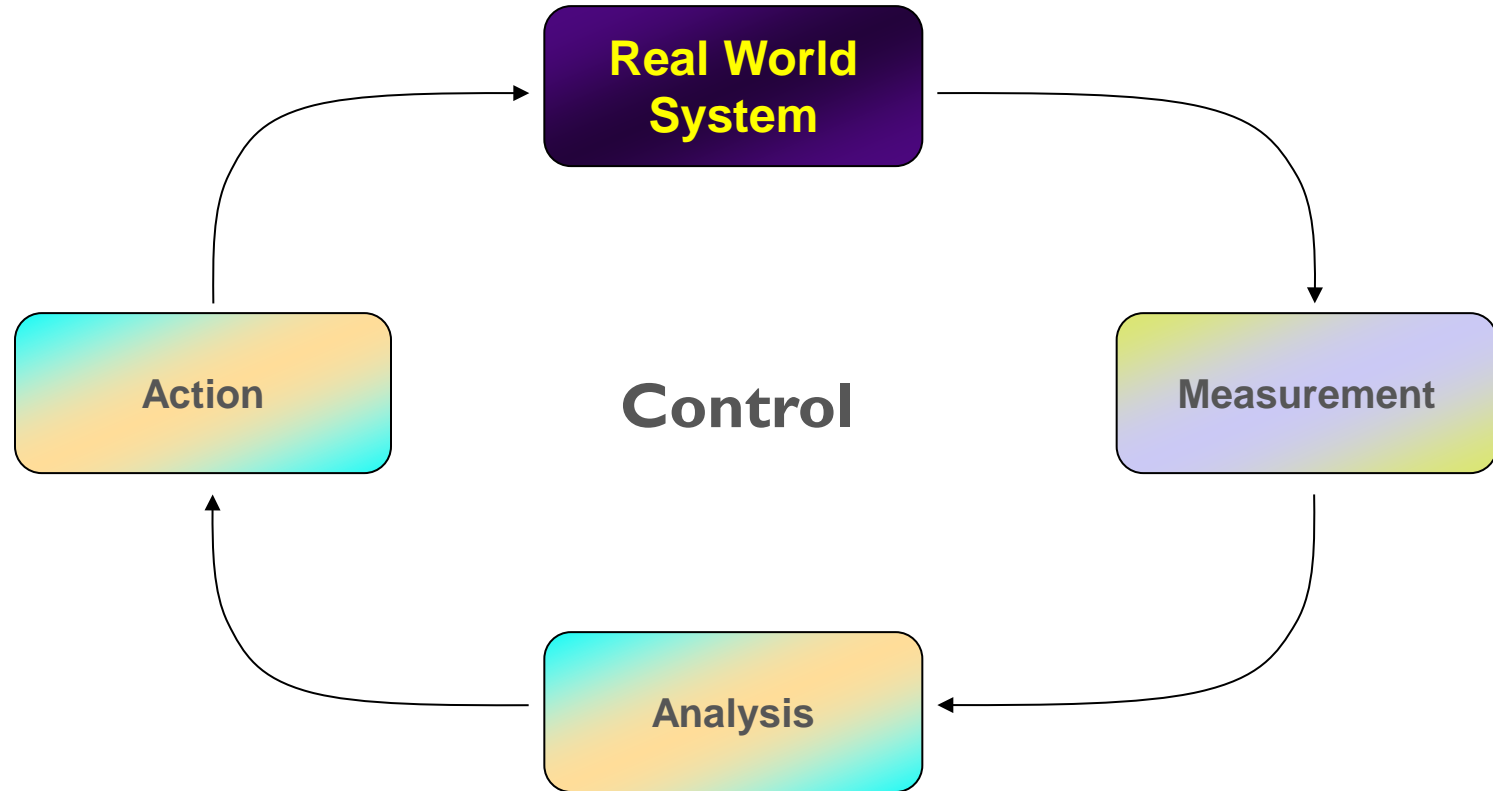 Real World
System
Action
Control
Measurement
Analysis